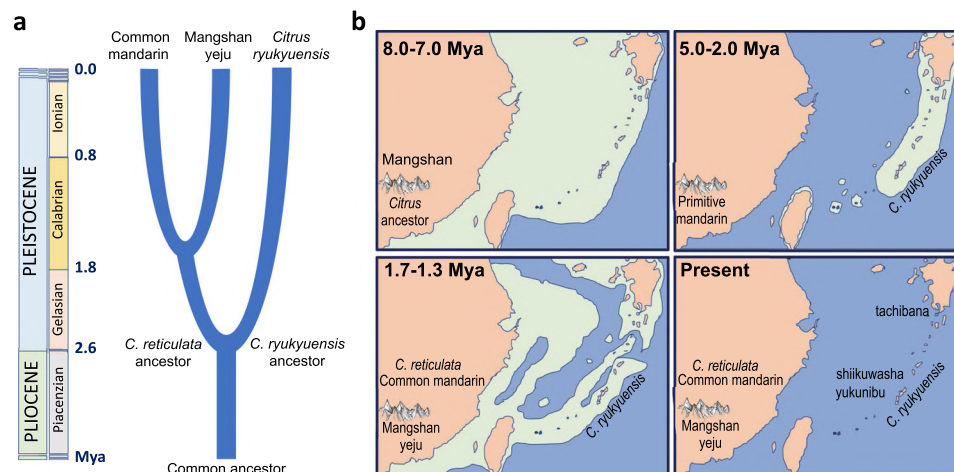 a
Common
mandarin
Mangshan
yeju
Citrus
ryukyuensis
0.0
Ionian
0.8
Calabrian
PLEISTOCENE
1.8
Gelasian
2.6
PLIOCENE
Piacenzian
Mya
C. reticulata
ancestor
C. ryukyuensis
ancestor
Common ancestor
b
8.0-7.0 Mya
Mangshan
Citrus
ancestor
5.0-2.0 Mya
Primitive
mandarin
C. ryukyuensis
1.7-1.3 Mya
C. reticulata
Common mandarin
Mangshan
yeju
C. ryukyuensis
Present
tachibana
C. reticulata
Common mandarin
shiikuwasha
yukunibu
Mangshan
yeju
C. ryukyuensis